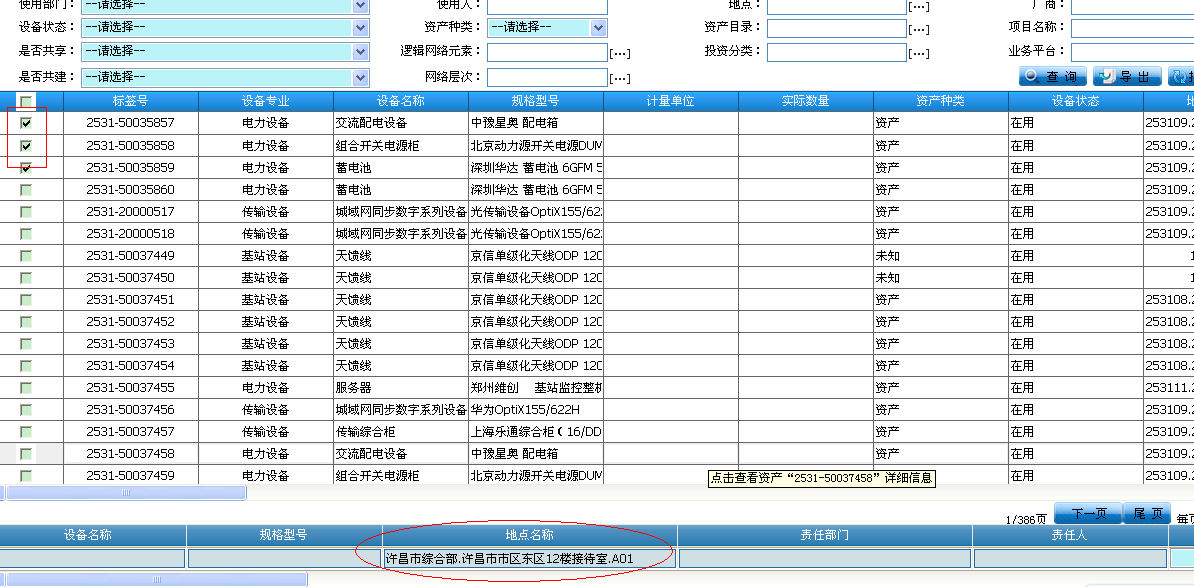 使用部门： --请选择-- 使用人： 地点： [...] 厂商：
设备状态： --请选择-- 资产种类： --请选择-- 资产目录： [...] 项目名称：
是否共享： --请选择-- 逻辑网络元素： [...] 投资分类： [...] 业务平台：
是否共建： --请选择-- 网络层次： [...]
查 询 导 出
标签号 设备专业 设备名称 规格型号 计量单位 实际数量 资产种类 设备状态
2531-50035857 电力设备 交流配电设备 中豫星奥 配电箱 资产 在用 253109.2
2531-50035858 电力设备 组合开关电源柜 北京动力源开关电源DUM 资产 在用 253109.2
2531-50035859 电力设备 蓄电池 深圳华达 蓄电池 6GFM 5 资产 在用 253109.2
2531-50035860 电力设备 蓄电池 深圳华达 蓄电池 6GFM 5 资产 在用 253109.2
2531-20000517 传输设备 城域网同步数字系列设备 光传输设备OptiX155/622 资产 在用 253109.2
2531-20000518 传输设备 城域网同步数字系列设备 光传输设备OptiX155/622 资产 在用 253109.2
2531-50037449 基站设备 天馈线 京信单级化天线ODP 120 未知 在用 1
2531-50037450 基站设备 天馈线 京信单级化天线ODP 120 未知 在用 1
2531-50037451 基站设备 天馈线 京信单级化天线ODP 120 资产 在用 253108.2
2531-50037452 基站设备 天馈线 京信单级化天线ODP 120 资产 在用 253108.2
2531-50037453 基站设备 天馈线 京信单级化天线ODP 120 资产 在用 253108.2
2531-50037454 基站设备 天馈线 京信单级化天线ODP 120 资产 在用 253108.2
2531-50037455 电力设备 服务器 郑州维创 基站监控整机 资产 在用 253111.2
2531-50037456 传输设备 城域网同步数字系列设备 华为OptiX155/622H 资产 在用 253109.2
2531-50037457 传输设备 传输综合柜 上海乐通综合柜（16/DD 资产 在用 253109.2
2531-50037458 电力设备 交流配电设备 中豫星奥 配电箱 资产 在用 253109.2
2531-50037459 电力设备 组合开关电源柜 北京动力源开关电源DUM 资产 在用 253109.2
点击查看资产“2531-50037458”详细信息
1/386页 下一页 尾 页 每页
设备名称 规格型号 地点名称 责任部门 责任人
许昌市综合部.许昌市市区东区12楼接待室.A01